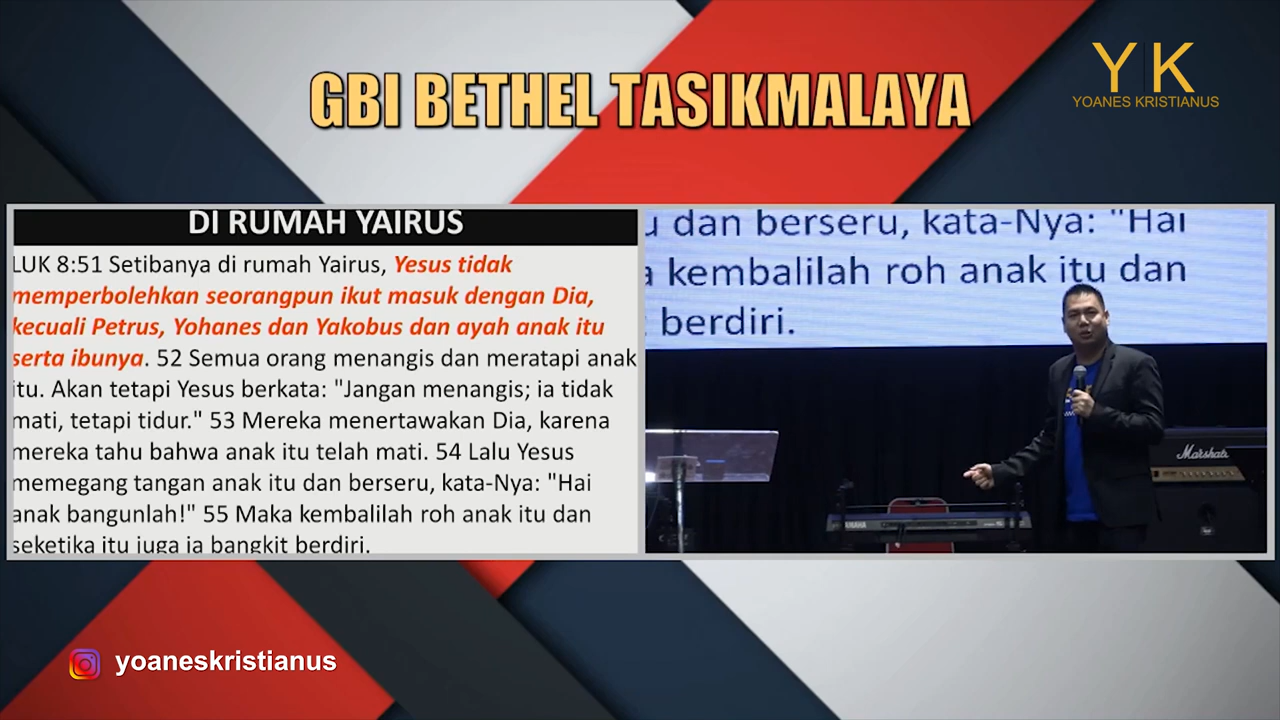 GBI BETHEL TASIKMALAYA
YK
YOANES KRISTIANUS
DI RUMAH YAIRUS
LUK 8:51 Setibanya di rumah Yairus, Yesus tidak
memperbolehkan seorangpun ikut masuk dengan Dia,
kecuali Petrus, Yohanes dan Yakobus dan ayah anak itu
serta ibunya. 52 Semua orang menangis dan meratapi anak
itu. Akan tetapi Yesus berkata: "Jangan menangis; ia tidak
mati, tetapi tidur." 53 Mereka menertawakan Dia, karena
mereka tahu bahwa anak itu telah mati. 54 Lalu Yesus
memegang tangan anak itu dan berseru, kata-Nya: "Hai
anak bangunlah!" 55 Maka kembalilah roh anak itu dan
seketika itu juga ia bangkit berdiri.
u dan berseru, kata-Nya: "Hai
a kembalilah roh anak itu dan
berdiri.
Marshall
YAMAHA
yoaneskristianus